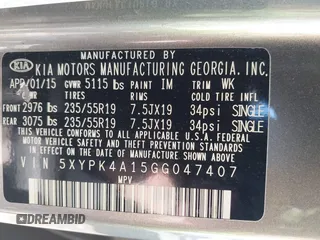 MANUFACTURED BY
KIA KIA MOTORS MANUFACTURING GEORGIA, INC.
APR/01/15 GVWR 5115 lbs PAINT IM TRIM WK
GAWR TIRES RIMS COLD TIRE INFL.
FRONT 2976 lbs 235/55R19 7.5JX19 34psi SINGLE
REAR 3075 lbs 235/55R19 7.5JX19 34psi SINGLE
THIS VEHICLE CONFORMS TO ALL APPLICABLE U.S.A. FEDERAL
MOTOR VEHICLE SAFETY STANDARDS IN EFFECT ON THE
DATE OF MANUFACTURE SHOWN ABOVE.
VIN 5XYPK4A15GG047407
MPV
DREAMBID